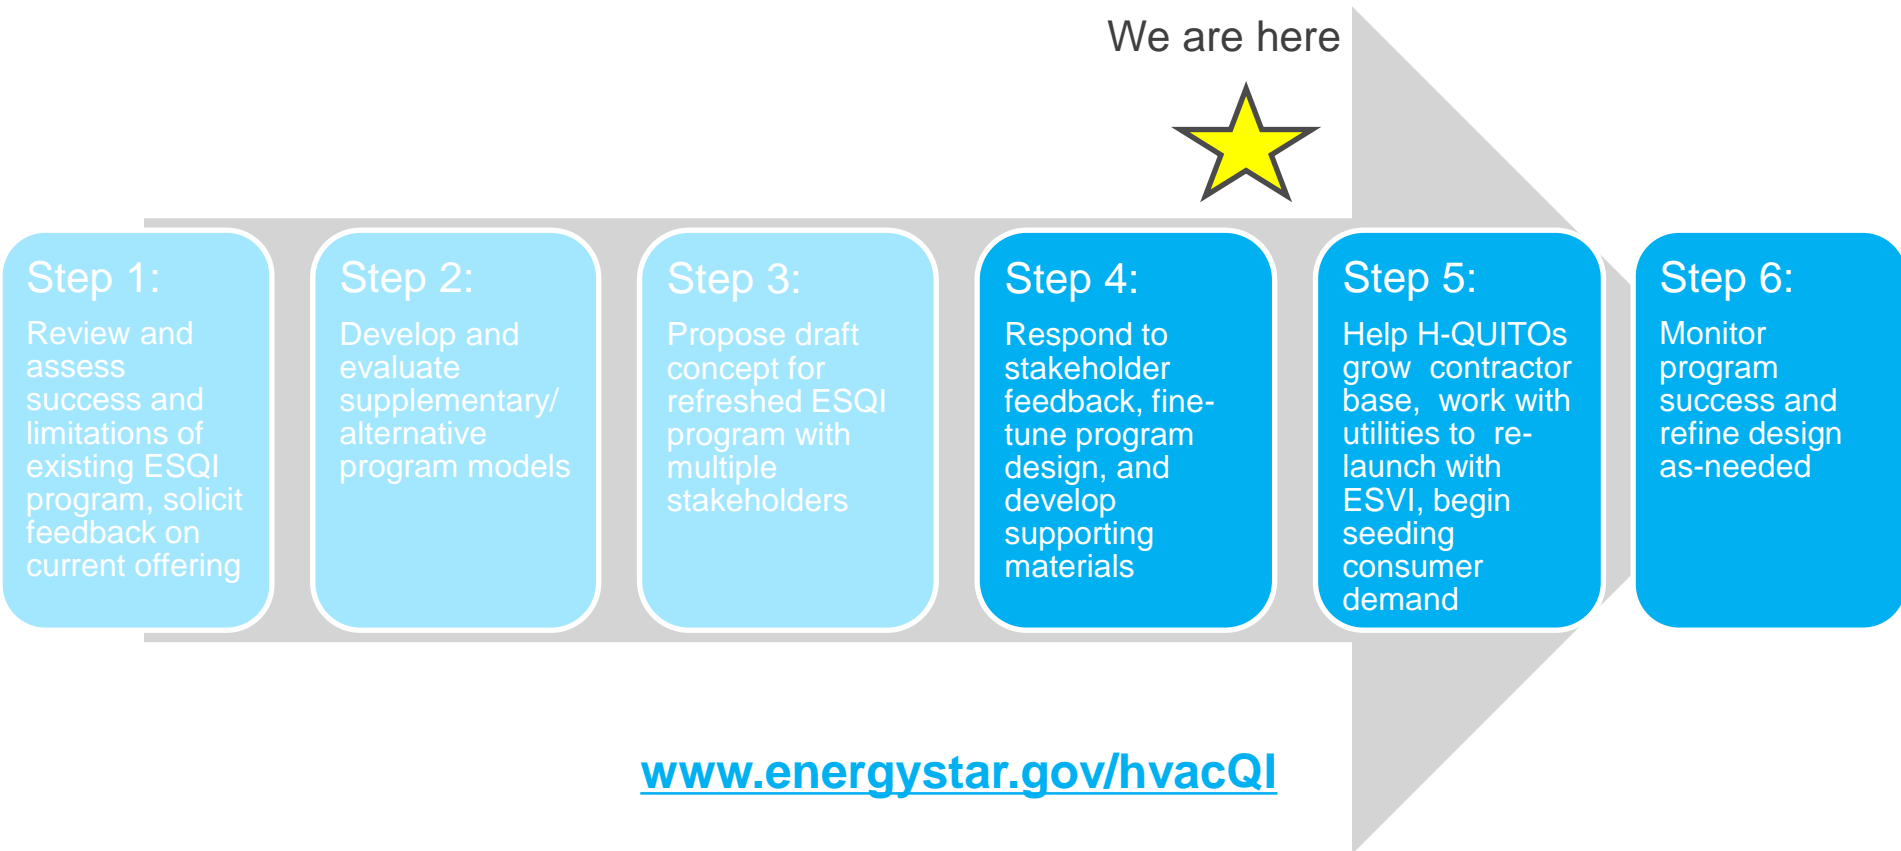 We are here
Step 1:
Review and
assess
success and
limitations of
existing ESQI
program, solicit
feedback on
current offering
Step 2:
Develop and
evaluate
supplementary/
alternative
program models
Step 3:
Propose draft
concept for
refreshed ESQI
program with
multiple
stakeholders
Step 4:
Respond to
stakeholder
feedback, fine-
tune program
design, and
develop
supporting
materials
Step 5:
Help H-QUITOs
grow contractor
base, work with
utilities to re-
launch with
ESVI, begin
seeding
consumer
demand
Step 6:
Monitor
program
success and
refine design
as-needed
www.energystar.gov/hvacQI